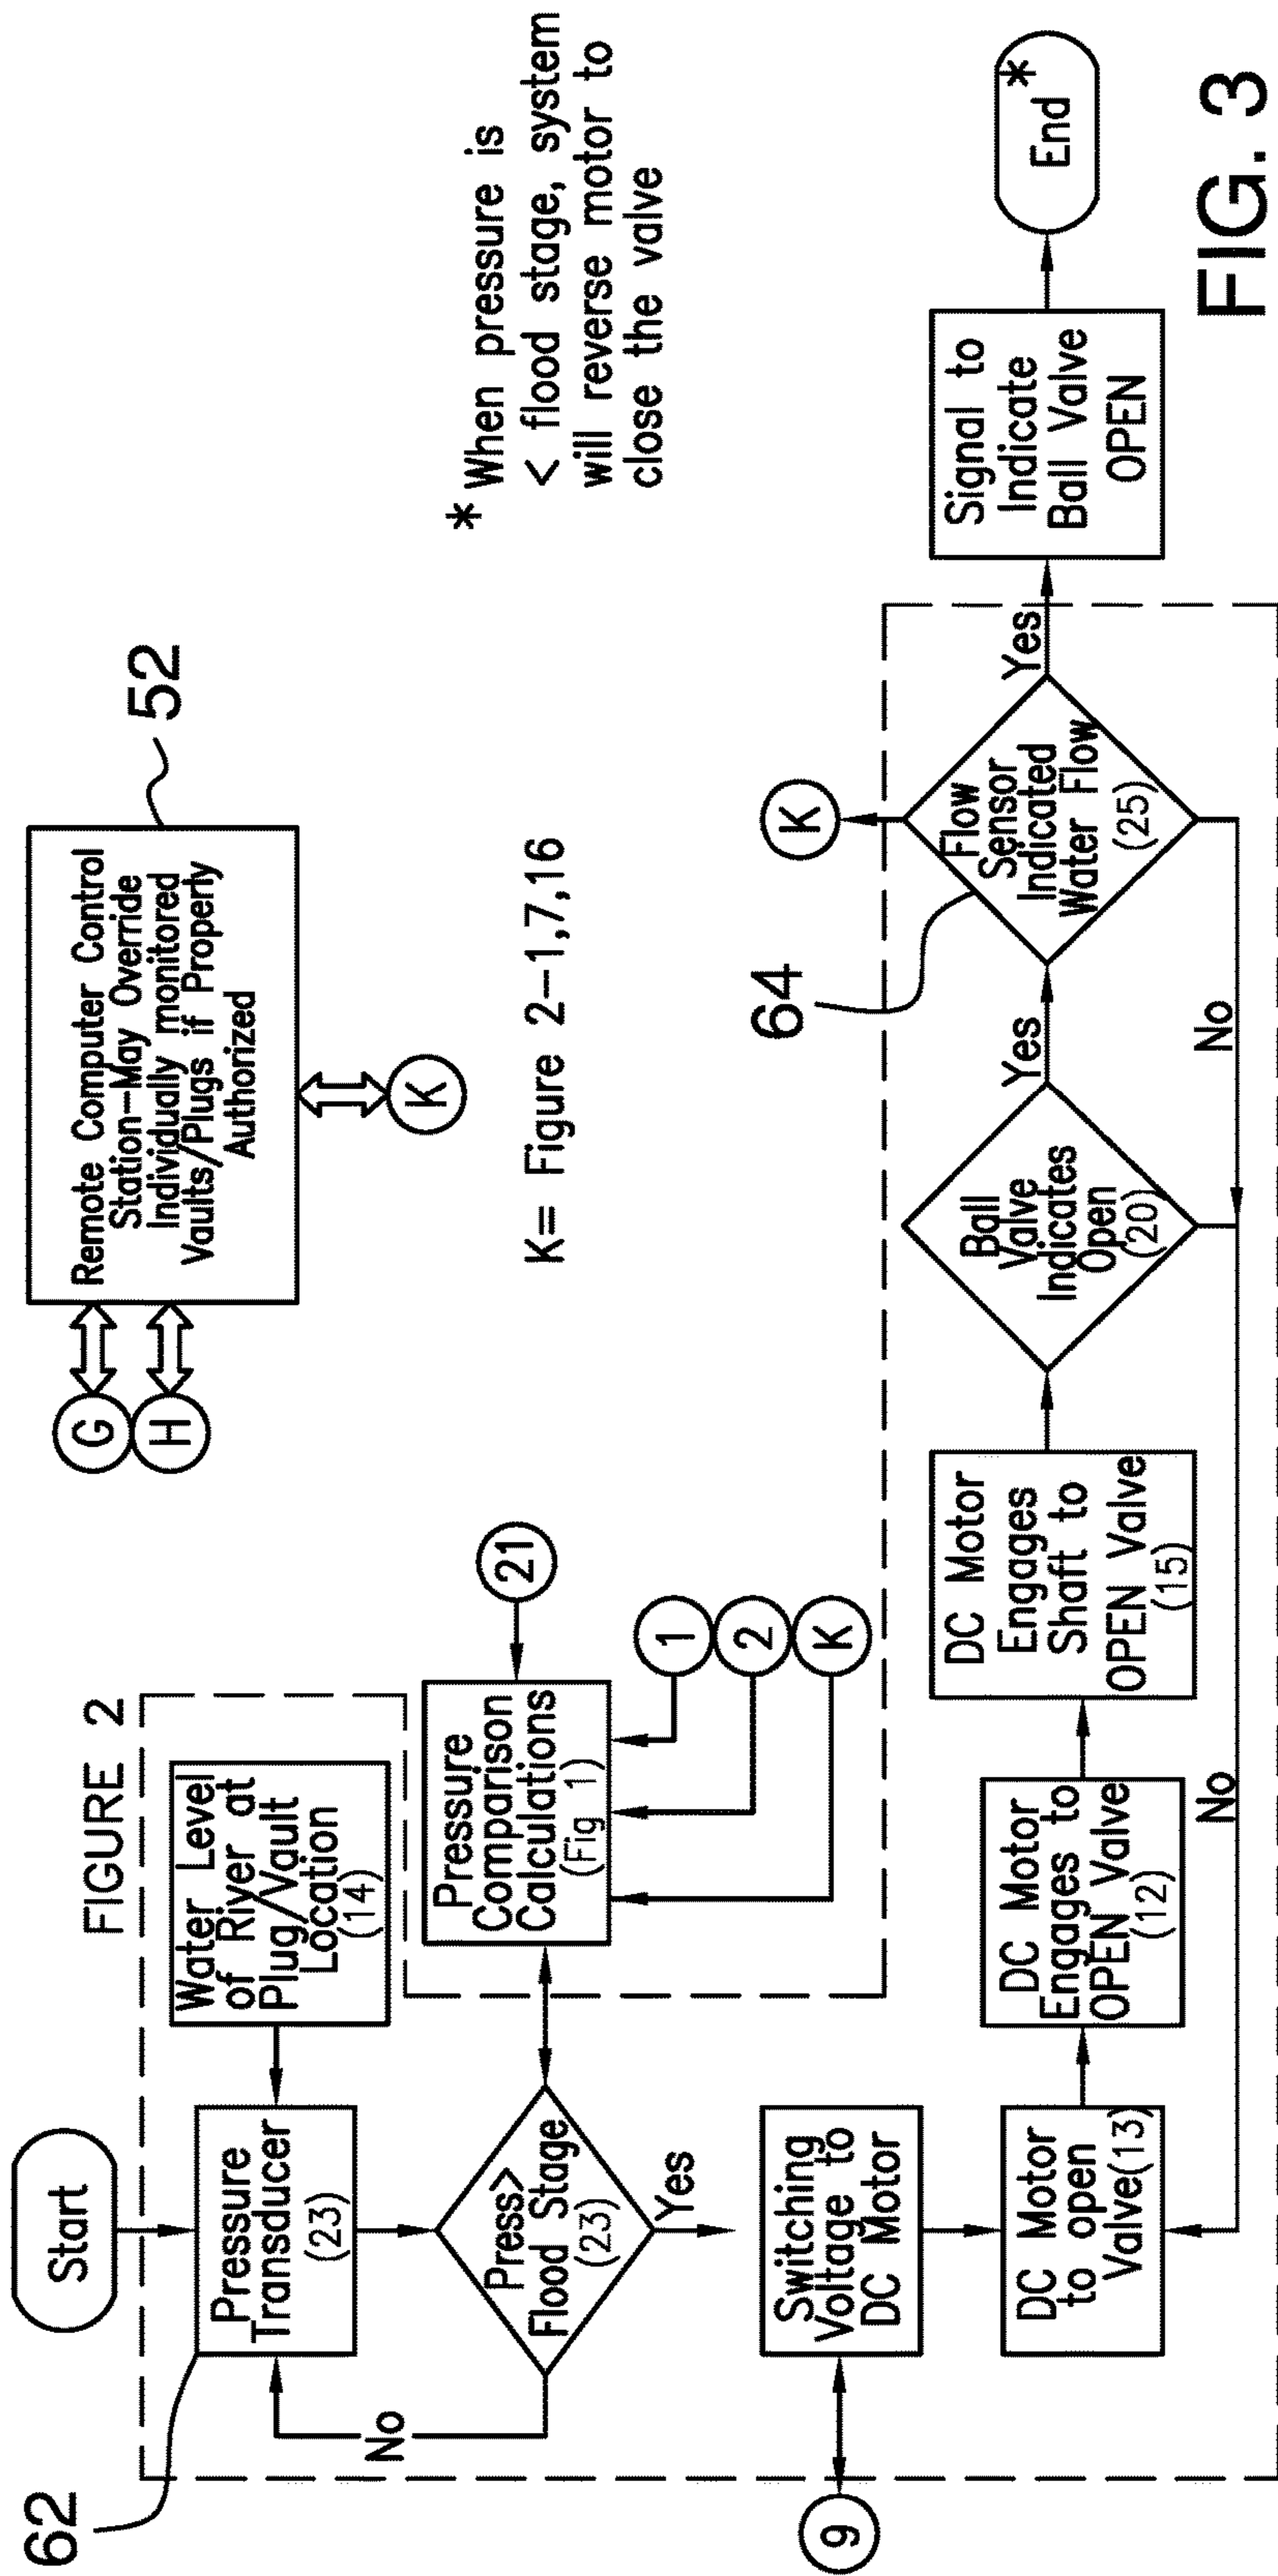 62
Start
FIGURE 2
Pressure
Transducer
(23)
Water Level
of River at
Plug/Vault
Location
(14)
No
Press>
Flood Stage
(23)
Yes
Pressure
Comparison
Calculations
(Fig 1)
21
1
2
K
G
H
Remote Computer Control
Station-May Override
Individually monitored
Vaults/Plugs if Properly
Authorized
52
K
K= Figure 2-1,7,16
* When pressure is
< flood stage, system
will reverse motor to
close the valve
9
Switching
Voltage to
DC Motor
DC Motor
to open
Valve(13)
DC Motor
Engages to
OPEN Valve
(12)
DC Motor
Engages
Shaft to
OPEN Valve
(15)
Ball
Valve
Indicates
Open
(20)
Yes
No
64
K
Flow
Sensor
Indicated
Water Flow
(25)
Yes
No
Signal to
Indicate
Ball Valve
OPEN
*
End
FIG. 3